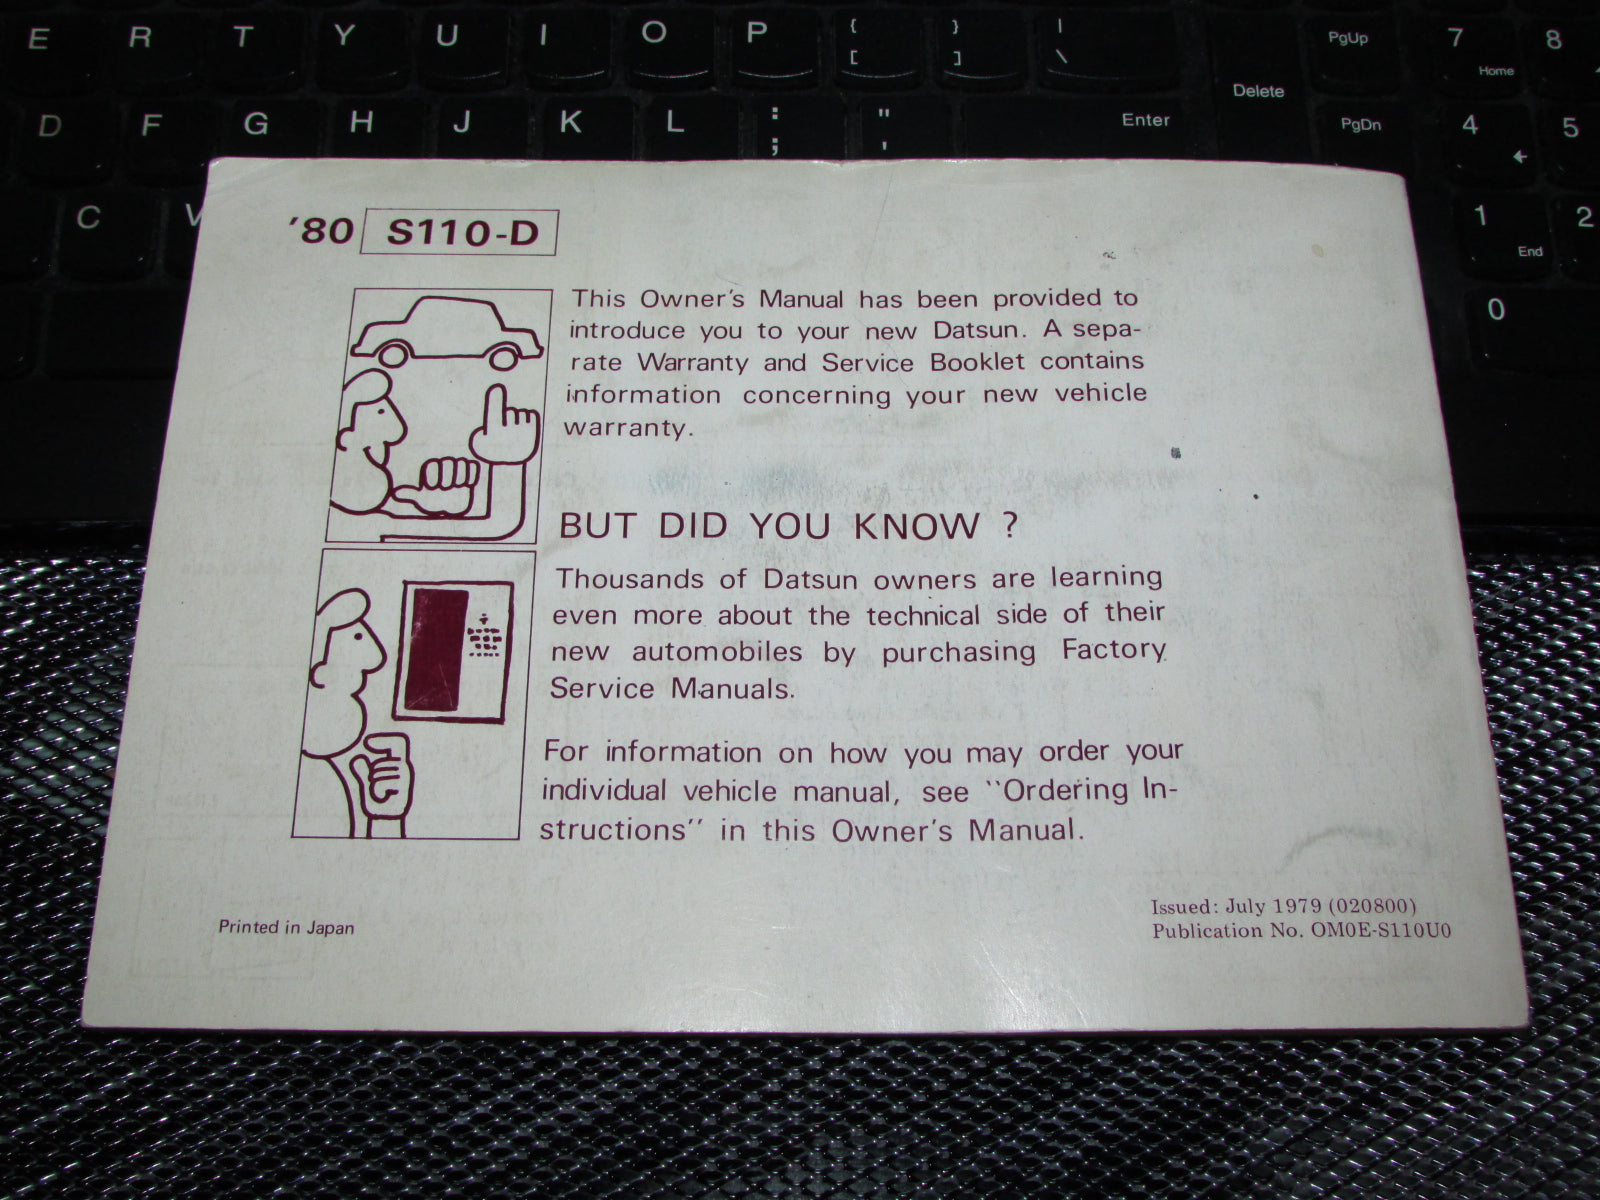 E R T Y U I O P { } |
[ ] \
PgUp 7 8
Home
Delete
D F G H J K L : "
; '
Enter
PgDn 4 5
C V
1 2
End
0
'80 S110-D
This Owner's Manual has been provided to
introduce you to your new Datsun. A sepa-
rate Warranty and Service Booklet contains
information concerning your new vehicle
warranty.
BUT DID YOU KNOW ?
Thousands of Datsun owners are learning
even more about the technical side of their
new automobiles by purchasing Factory
Service Manuals.
For information on how you may order your
individual vehicle manual, see "Ordering In-
structions" in this Owner's Manual.
Printed in Japan
Issued: July 1979 (020800)
Publication No. OM0E-S110U0